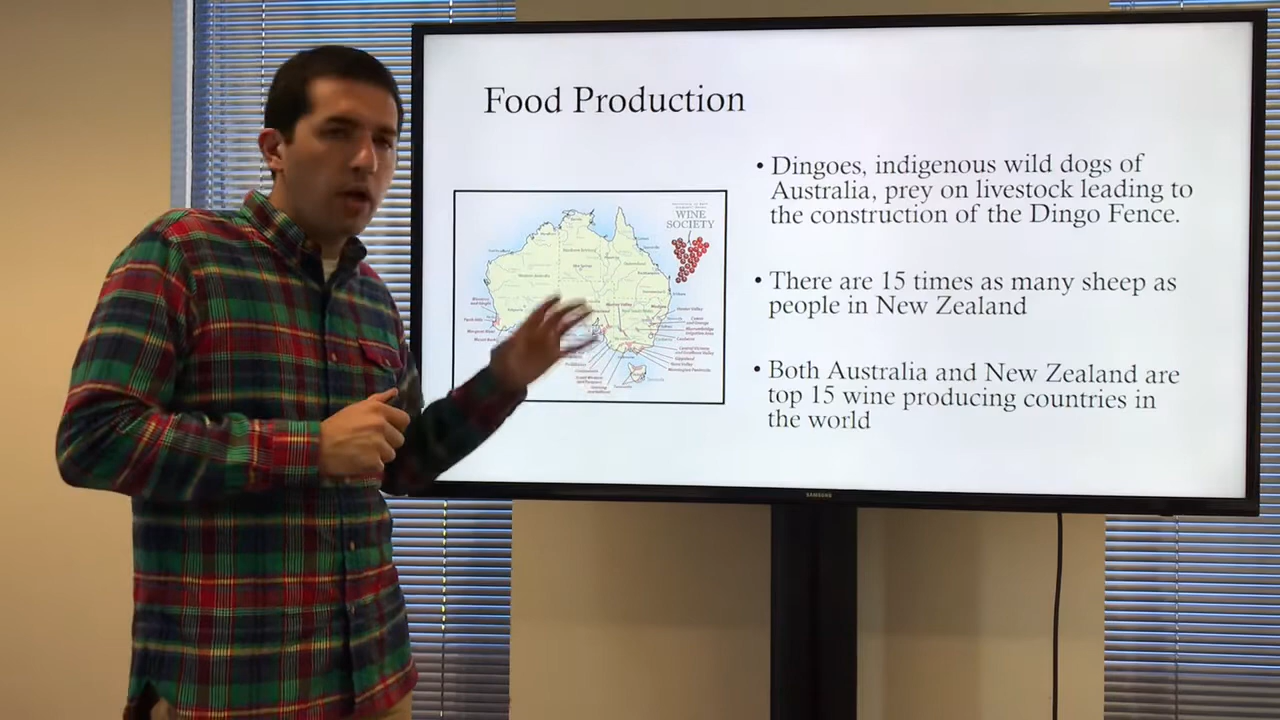 Food Production
• Dingoes, indigenous wild dogs of
Australia, prey on livestock leading to
the construction of the Dingo Fence.
• There are 15 times as many sheep as
people in New Zealand
• Both Australia and New Zealand are
top 15 wine producing countries in
the world
WINE
SOCIETY
SAMSUNG